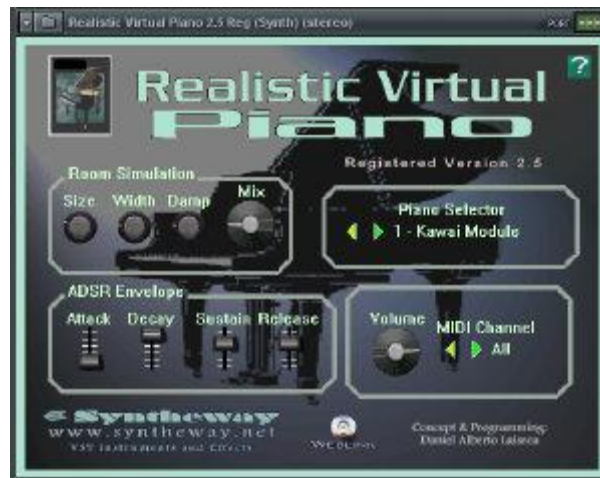 Realistic Virtual Piano 2.5 Reg (Synth) (stereo)
PORT
?
Realistic Virtual
Piano
Registered Version 2.5
Room Simulation
Size Width Damp Mix
Piano Selector
1 - Kawai Module
ADSR Envelope
Attack Decay Sustain Release
Volume
MIDI Channel
All
Syntheway
www.syntheway.net
VST Instruments and Effects
Concept & Programming:
Daniel Alberto